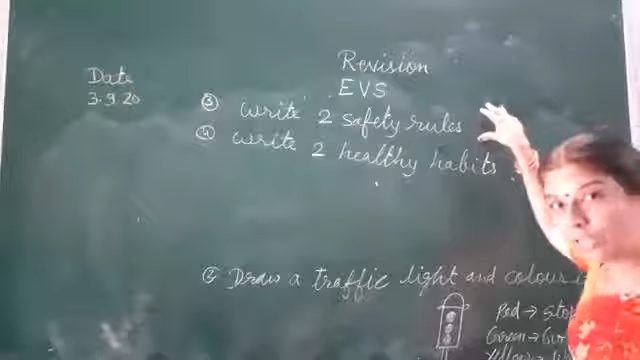 Revision
Date
EVS
3.9.20
③ write 2 safety rules
④ write 2 healthy habits
Draw a traffic light and colour
Red → stop
Green →
Yellow →